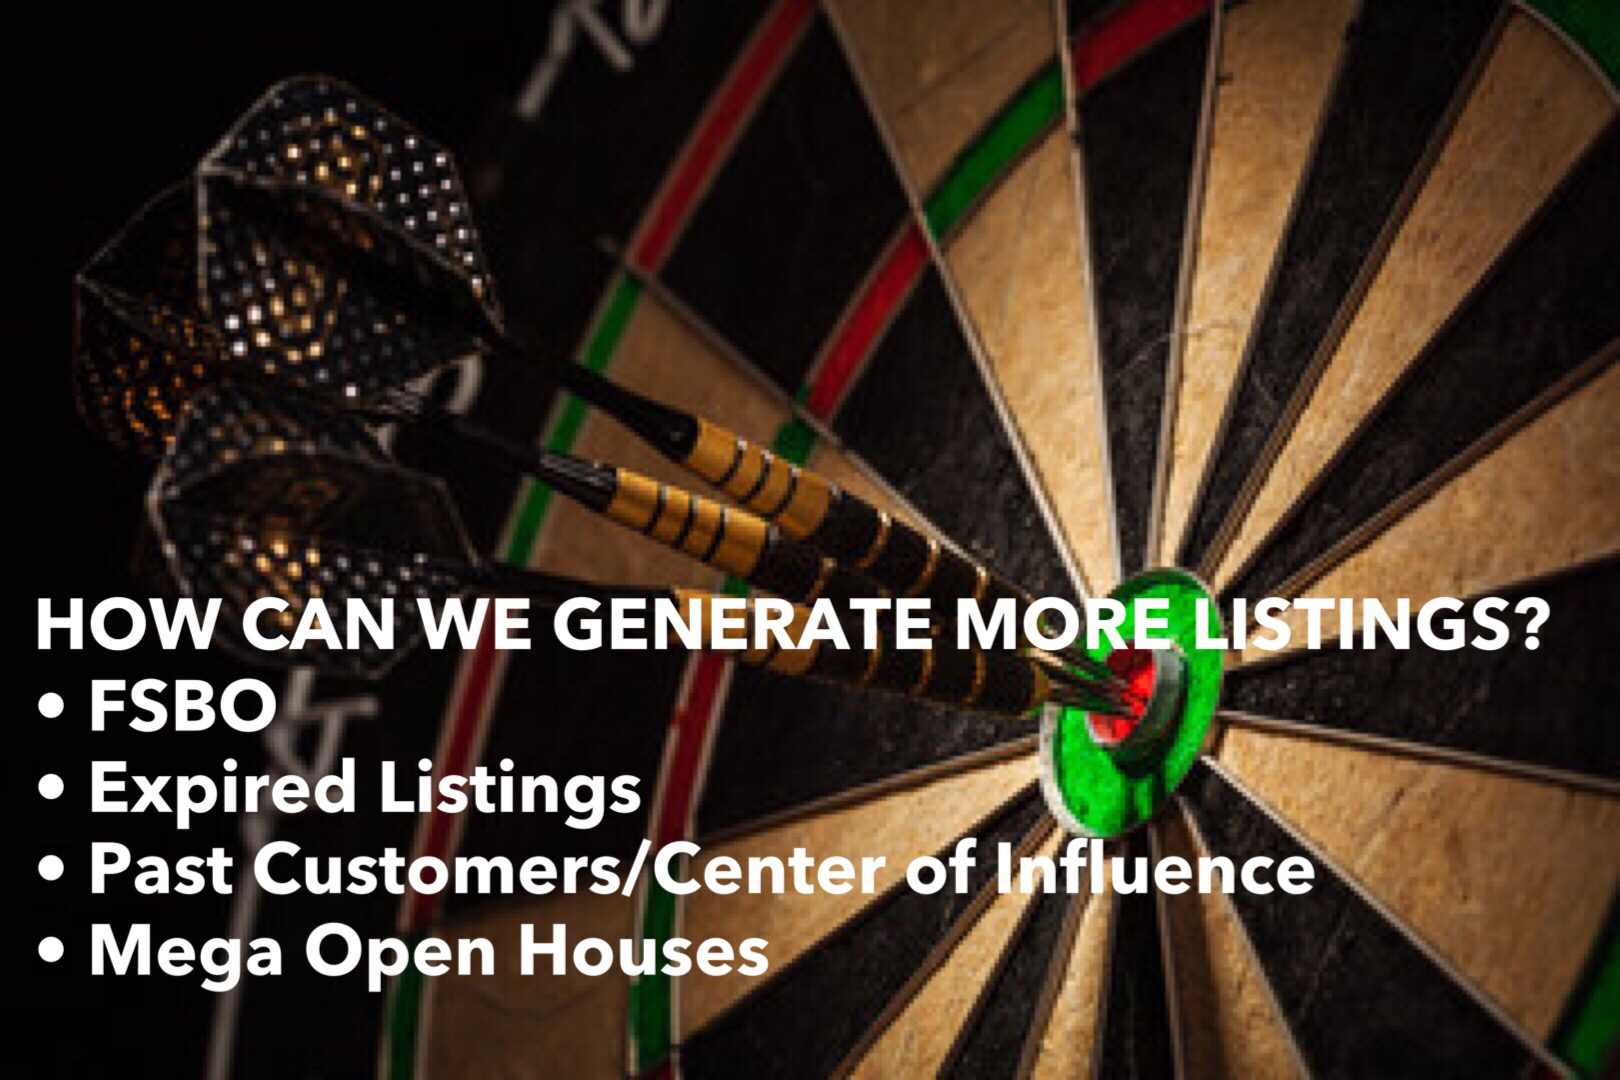 HOW CAN WE GENERATE MORE LISTINGS?
• FSBO
• Expired Listings
• Past Customers/Center of Influence
• Mega Open Houses